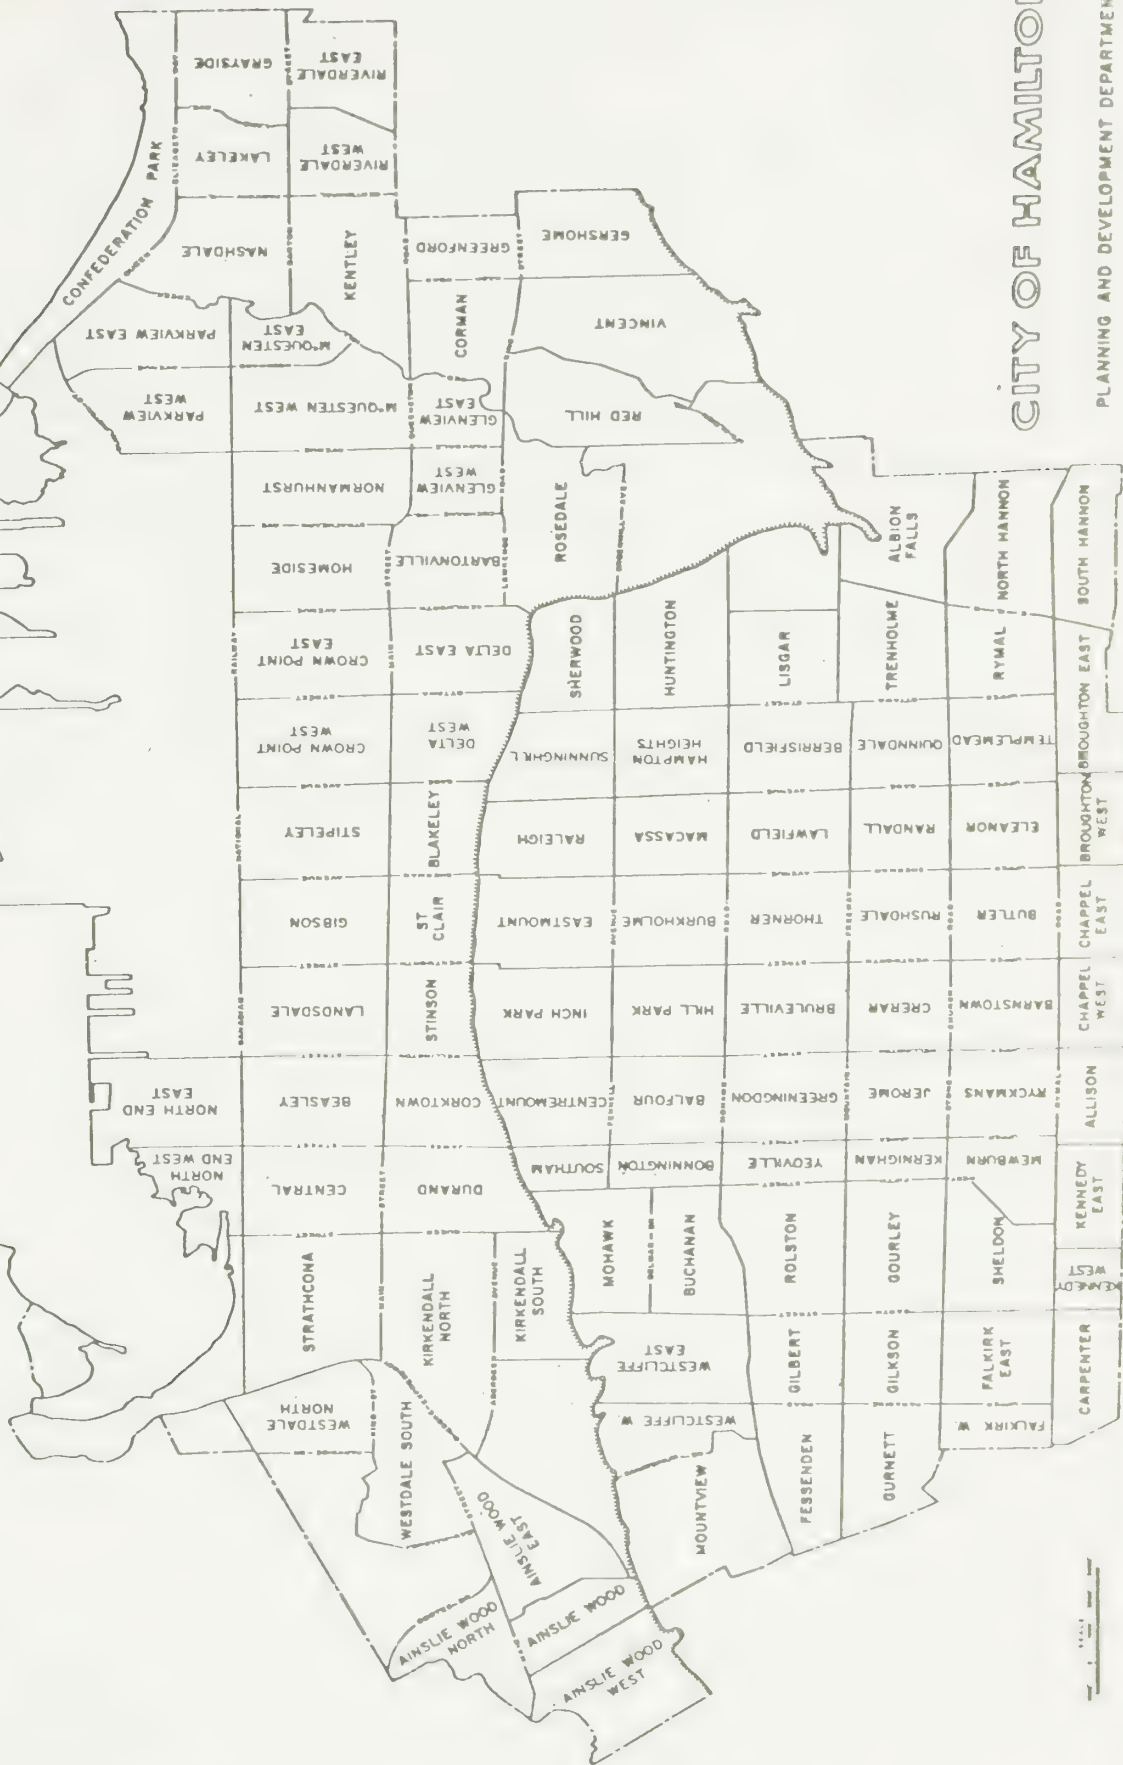 CITY OF HAMILTO
PLANNING AND DEVELOPMENT DEPARTMEN
CONFEDERATION PARK
GRAYSIDE
RIVERDALE
EAST
LAKELEY
RIVERDALE
WEST
NASHDALE
KENTLEY
GREENFORD
GERSHOME
PARKVIEW EAST
McQUESTEN
EAST
CORMAN
VINCENT
PARKVIEW
WEST
McQUESTEN WEST
GLENVIEW
EAST
RED HILL
NORMANHURST
GLENVIEW
WEST
ROSEDALE
HOMESIDE
BARTONVILLE
ALBION
FALLS
NORTH HANNON
SOUTH HANNON
CROWN POINT
EAST
DELTA EAST
SHERWOOD
HUNTINGTON
LISGAR
TRENHOLME
RYMAL
BROUGHTON EAST
CROWN POINT
WEST
DELTA
WEST
SUNNINGHILL
HAMPTON
HEIGHTS
BERRISFIELD
QUINNDALE
TEMPLEMEAD
STIPELEY
BLAKELEY
RALEIGH
MACASSA
LAWFIELD
RANDALL
ELEANOR
BROUGHTON
WEST
GIBSON
ST
CLAIR
EASTMOUNT
BURKHOLME
THORNER
RUSHDALE
BUTLER
CHAPPEL
EAST
LANDSDALE
STINSON
INCH PARK
HILL PARK
BRULEVILLE
CRERAR
BARNSTOWN
CHAPPEL
WEST
NORTH END
EAST
BEASLEY
CORKTOWN
CENTREMOUNT
BALFOUR
GREENINGDON
JEROME
RYCKMANS
ALLISON
NORTH
END WEST
CENTRAL
DURAND
SOUTHAM
BONNINGTON
YEOVILLE
KERNIGHAN
MEWBURN
KENNEDY
EAST
STRATHCONA
KIRKENDALL
NORTH
KIRKENDALL
SOUTH
MOHAWK
BUCHANAN
ROLSTON
GOURLEY
SHELDON
KENNEDY
WEST
WESTCLIFFE
EAST
GILBERT
GILKSON
FALKIRK
EAST
CARPENTER
WESTDALE
NORTH
WESTDALE SOUTH
WESTCLIFFE W.
MOUNTVIEW
FESSENDEN
GURNETT
FALKIRK W.
AINSLIE WOOD
EAST
AINSLIE WOOD
NORTH
AINSLIE WOOD
AINSLIE WOOD
WEST
RAILWAY
NATIONAL
CANADIAN
MAIN
STREET